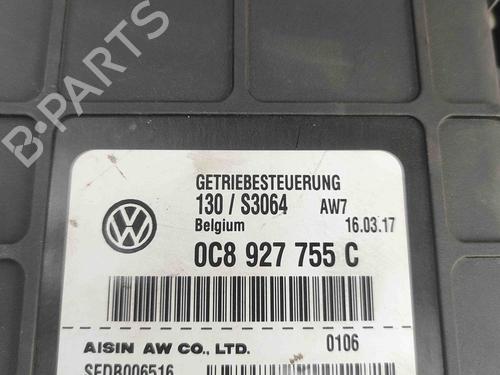 B-PARTS
GETRIEBESTEUERUNG
130 / S3064 AW7
Belgium 16.03.17
0C8 927 755 C
AISIN AW CO., LTD. 0106
SEDB006516